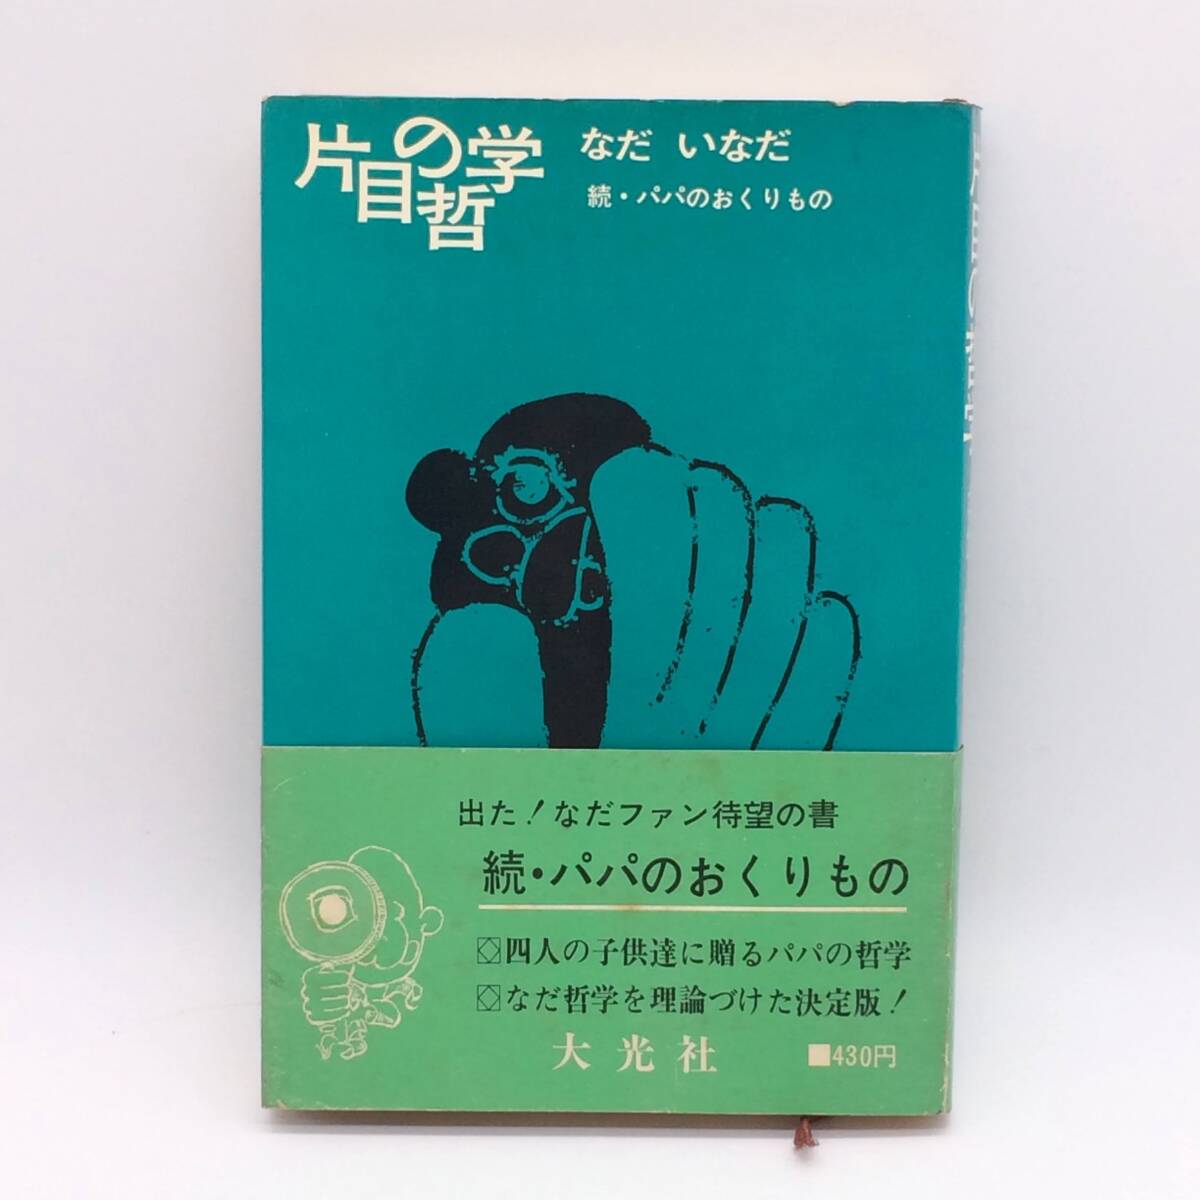 片目の哲学
なだ いなだ
続・パパのおくりもの
出た!なだファン待望の書
続・パパのおくりもの
四人の子供達に贈るパパの哲学
なだ哲学を理論づけた決定版!
大光社
■430円